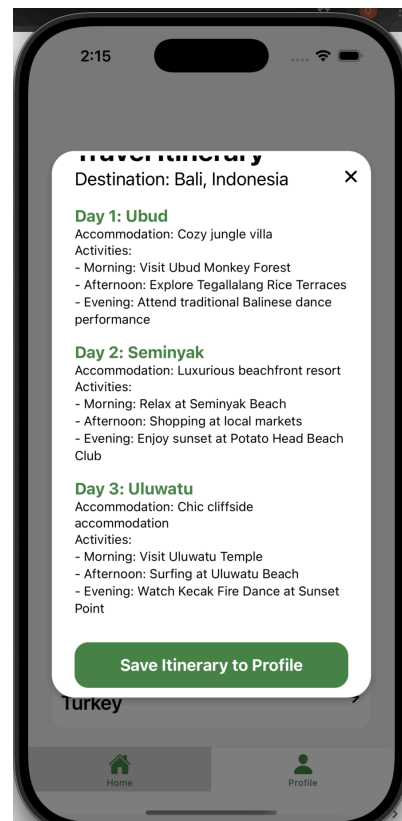 2:15
Travel Itinerary
Destination: Bali, Indonesia
×
Day 1: Ubud
Accommodation: Cozy jungle villa
Activities:
- Morning: Visit Ubud Monkey Forest
- Afternoon: Explore Tegallalang Rice Terraces
- Evening: Attend traditional Balinese dance
performance
Day 2: Seminyak
Accommodation: Luxurious beachfront resort
Activities:
- Morning: Relax at Seminyak Beach
- Afternoon: Shopping at local markets
- Evening: Enjoy sunset at Potato Head Beach
Club
Day 3: Uluwatu
Accommodation: Chic cliffside
accommodation
Activities:
- Morning: Visit Uluwatu Temple
- Afternoon: Surfing at Uluwatu Beach
- Evening: Watch Kecak Fire Dance at Sunset
Point
Save Itinerary to Profile
Turkey
Home
Profile